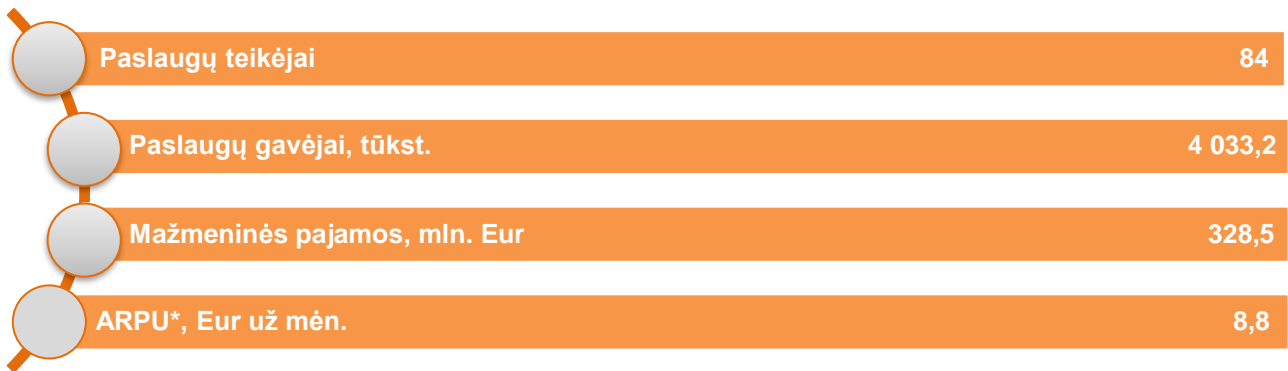 Paslaugų teikėjai 84
Paslaugų gavėjai, tūkst. 4 033,2
Mažmeninės pajamos, mln. Eur 328,5
ARPU*, Eur už mėn. 8,8